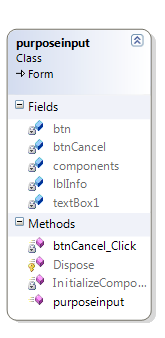 purposeinput
Class
Form
Fields
btn
btnCancel
components
lblInfo
textBox1
Methods
btnCancel_Click
Dispose
InitializeCompo...
purposeinput